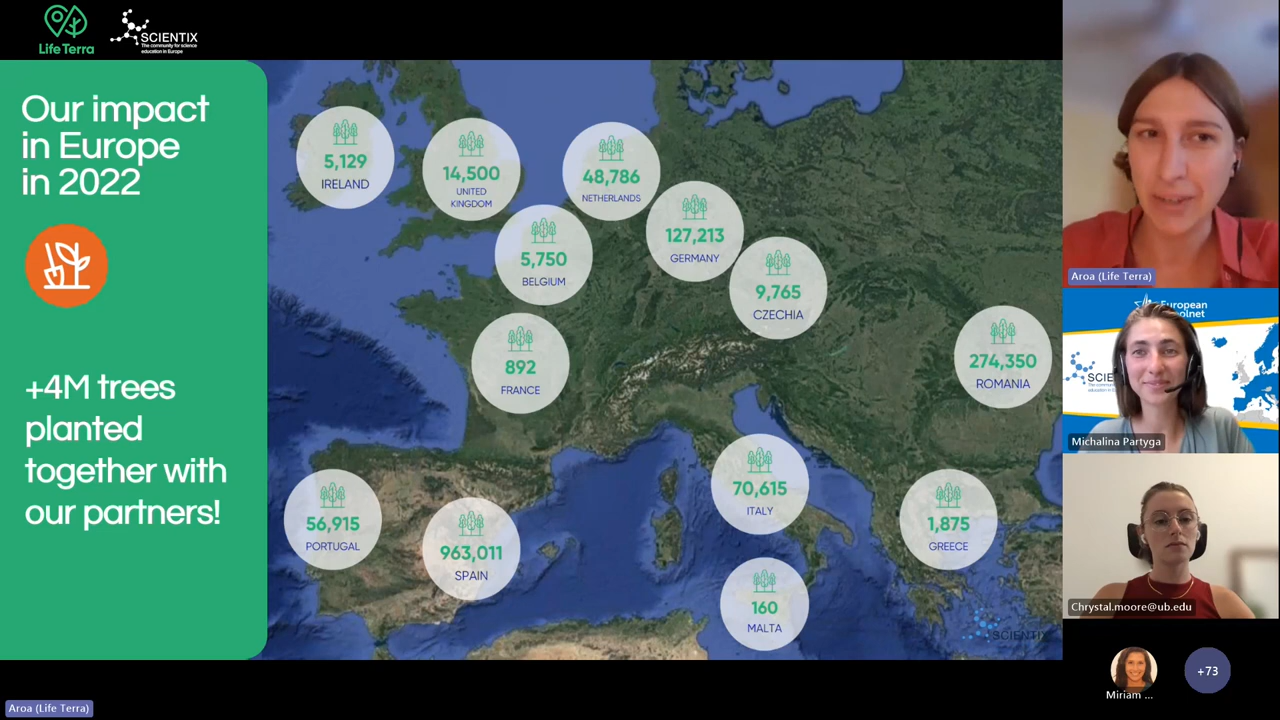 Life Terra
SCIENTIX
The community for science
education in Europe
Our impact
in Europe
in 2022
+4M trees
planted
together with
our partners!
5,129
IRELAND
14,500
UNITED
KINGDOM
48,786
NETHERLANDS
5,750
BELGIUM
127,213
GERMANY
9,765
CZECHIA
892
FRANCE
274,350
ROMANIA
56,915
PORTUGAL
963,011
SPAIN
70,615
ITALY
1,875
GREECE
160
MALTA
SCIENTIX
Aroa (Life Terra)
European
olnet
SCIE
Michalina Partyga
Chrystal.moore@ub.edu
Miriam ...
+73
Aroa (Life Terra)